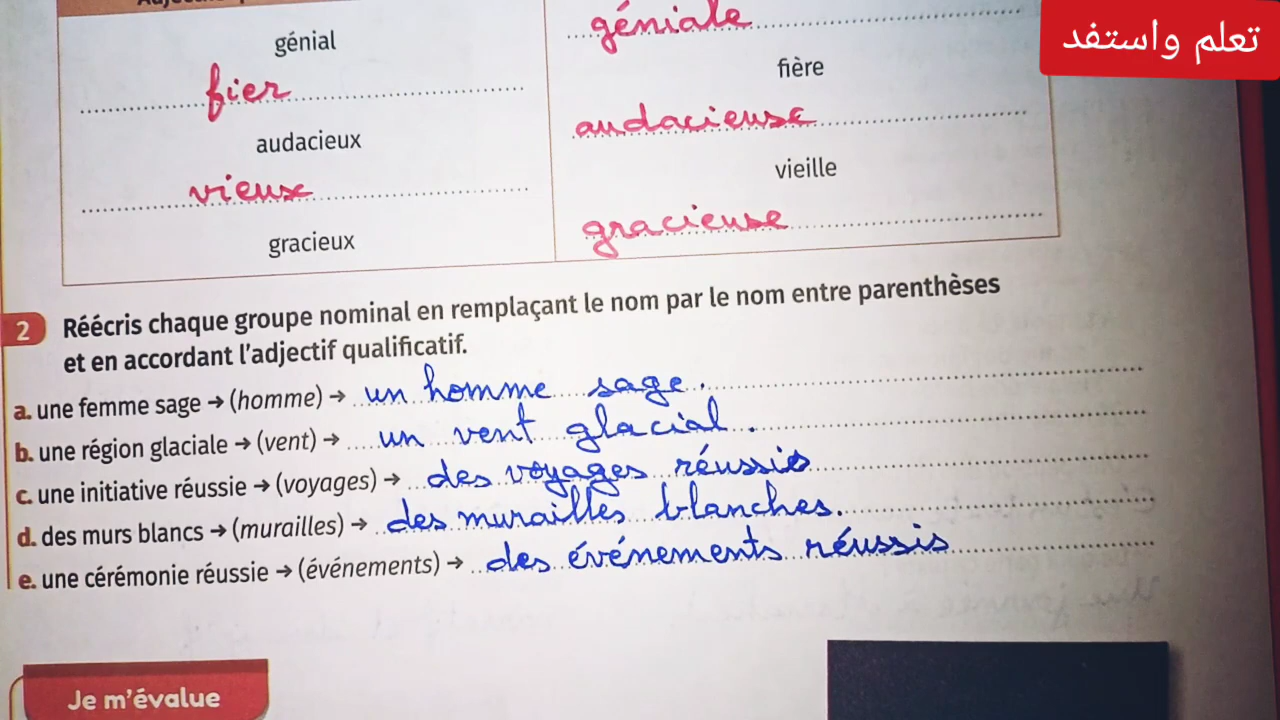 génial
géniale
تعلم واستفد
fier
fière
audacieux
audacieuse
vieux
vieille
gracieux
gracieuse
2 Réécris chaque groupe nominal en remplaçant le nom par le nom entre parenthèses
et en accordant l'adjectif qualificatif.
a. une femme sage → (homme) → un homme sage.
b. une région glaciale → (vent) → un vent glacial.
c. une initiative réussie → (voyages) → des voyages réussis
d. des murs blancs → (murailles) → des murailles blanches.
e. une cérémonie réussie → (événements) → des événements réussis
Je m'évalue